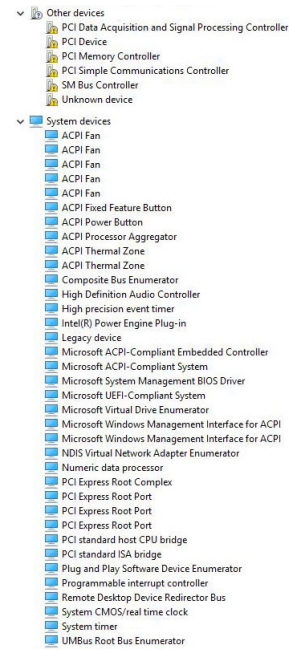 Other devices
PCI Data Acquisition and Signal Processing Controller
PCI Device
PCI Memory Controller
PCI Simple Communications Controller
SM Bus Controller
Unknown device
System devices
ACPI Fan
ACPI Fan
ACPI Fan
ACPI Fan
ACPI Fan
ACPI Fixed Feature Button
ACPI Power Button
ACPI Processor Aggregator
ACPI Thermal Zone
ACPI Thermal Zone
Composite Bus Enumerator
High Definition Audio Controller
High precision event timer
Intel(R) Power Engine Plug-in
Legacy device
Microsoft ACPI-Compliant Embedded Controller
Microsoft ACPI-Compliant System
Microsoft System Management BIOS Driver
Microsoft UEFI-Compliant System
Microsoft Virtual Drive Enumerator
Microsoft Windows Management Interface for ACPI
Microsoft Windows Management Interface for ACPI
NDIS Virtual Network Adapter Enumerator
Numeric data processor
PCI Express Root Complex
PCI Express Root Port
PCI Express Root Port
PCI Express Root Port
PCI standard host CPU bridge
PCI standard ISA bridge
Plug and Play Software Device Enumerator
Programmable interrupt controller
Remote Desktop Device Redirector Bus
System CMOS/real time clock
System timer
UMBus Root Bus Enumerator